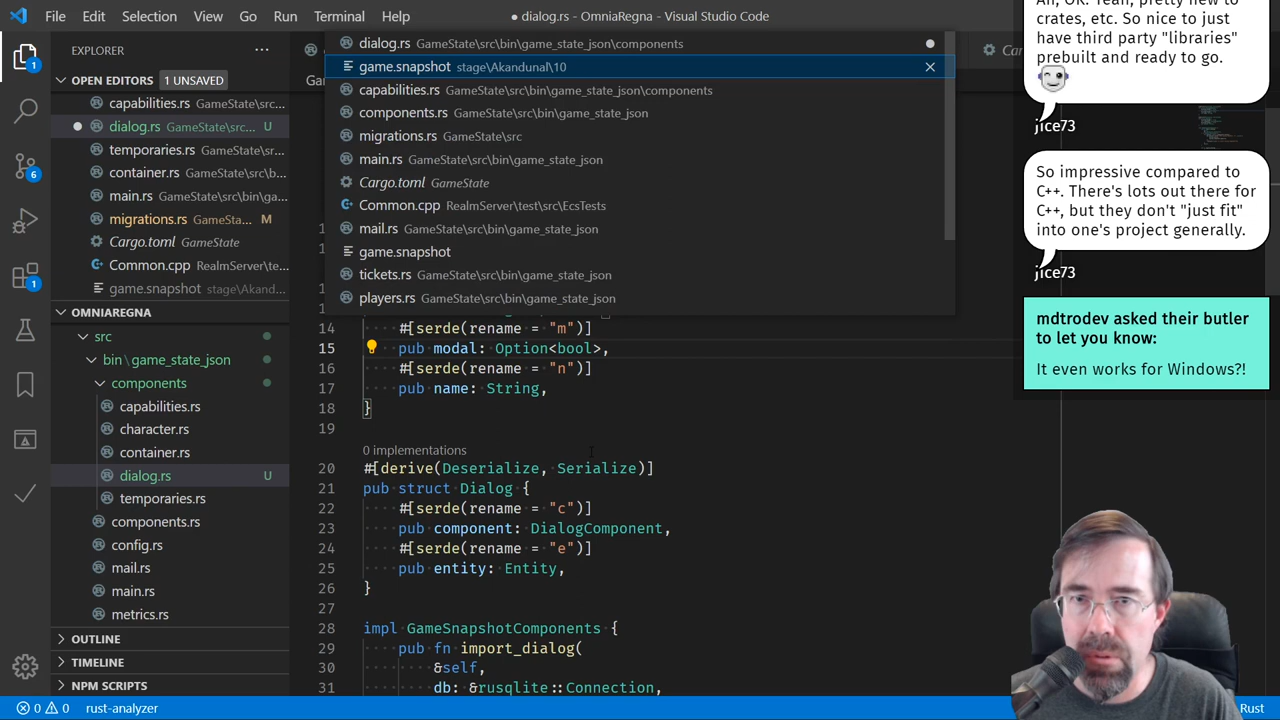 File Edit Selection View Go Run Terminal Help
● dialog.rs - OmniaRegna - Visual Studio Code
EXPLORER
OPEN EDITORS 1 UNSAVED
capabilities.rs GameState\src...
dialog.rs GameState\src... U
temporaries.rs GameState\src...
container.rs GameState\src...
main.rs GameState\src\bin\ga...
migrations.rs GameSta... M
Cargo.toml GameState
Common.cpp RealmServer\te...
game.snapshot stage\Akand...
OMNIAREGNA
src
bin\game_state_json
components
capabilities.rs
character.rs
container.rs
dialog.rs U
temporaries.rs
components.rs
config.rs
mail.rs
main.rs
metrics.rs
OUTLINE
TIMELINE
NPM SCRIPTS
1
6
1
dialog.rs GameState\src\bin\game_state_json\components
game.snapshot stage\Akandunal\10
capabilities.rs GameState\src\bin\game_state_json\components
components.rs GameState\src\bin\game_state_json
migrations.rs GameState\src
main.rs GameState\src\bin\game_state_json
Cargo.toml GameState
Common.cpp RealmServer\test\src\EcsTests
mail.rs GameState\src\bin\game_state_json
game.snapshot
tickets.rs GameState\src\bin\game_state_json
players.rs GameState\src\bin\game_state_json
14 #[serde(rename = "m")]
15 pub modal: Option<bool>,
16 #[serde(rename = "n")]
17 pub name: String,
18 }
19
0 implementations
20 #[derive(Deserialize, Serialize)]
21 pub struct Dialog {
22 #[serde(rename = "c")]
23 pub component: DialogComponent,
24 #[serde(rename = "e")]
25 pub entity: Entity,
26 }
27
28 impl GameSnapshotComponents {
29 pub fn import_dialog(
30 &self,
31 db: &rusqlite::Connection,
Ah, OK. Yeah, pretty new to
crates, etc. So nice to just
have third party "libraries"
prebuilt and ready to go.
jice73
So impressive compared to
C++. There's lots out there for
C++, but they don't "just fit"
into one's project generally.
jice73
mdtrodev asked their butler
to let you know:
It even works for Windows?!
0 0 rust-analyzer
Rust